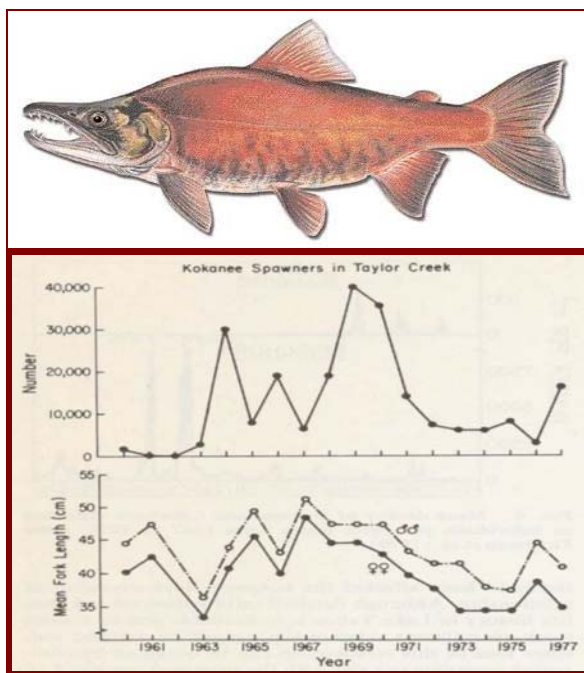 Kokanee Spawners in Taylor Creek
40,000
30,000
20,000
10,000
0
Number
55
50
45
40
35
Mean Fork Length (cm)
♂♂
♀♀
1961 1963 1965 1967 1969 1971 1973 1975 1977
Year